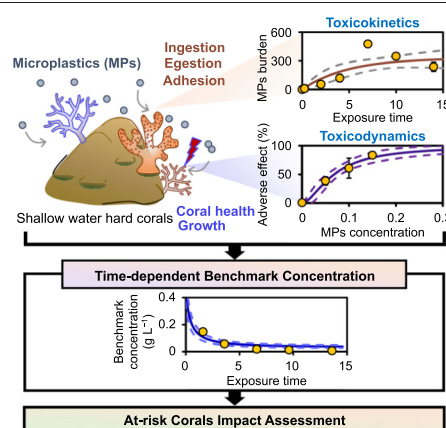 Toxicokinetics
Ingestion
Egestion
Adhesion
Microplastics (MPs)
MPs burden
600
300
0
0
5
10
15
Exposure time
Toxicodynamics
Adverse effect (%)
100
50
0
0
0.1
0.2
0.3
MPs concentration
Shallow water hard corals
Coral health
Growth
Time-dependent Benchmark Concentration
Benchmark
concentration
(g L–1)
0.4
0.2
0
0
5
10
15
Exposure time
At-risk Corals Impact Assessment